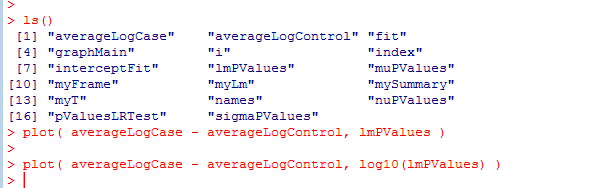 >
> ls()
[1] "averageLogCase" "averageLogControl" "fit"
[4] "graphMain" "i" "index"
[7] "interceptFit" "lmPValues" "muPValues"
[10] "myFrame" "myLm" "mySummary"
[13] "myT" "names" "nuPValues"
[16] "pValuesLRTest" "sigmaPValues"
> plot( averageLogCase - averageLogControl, lmPValues )
>
> plot( averageLogCase - averageLogControl, log10(lmPValues) )
>